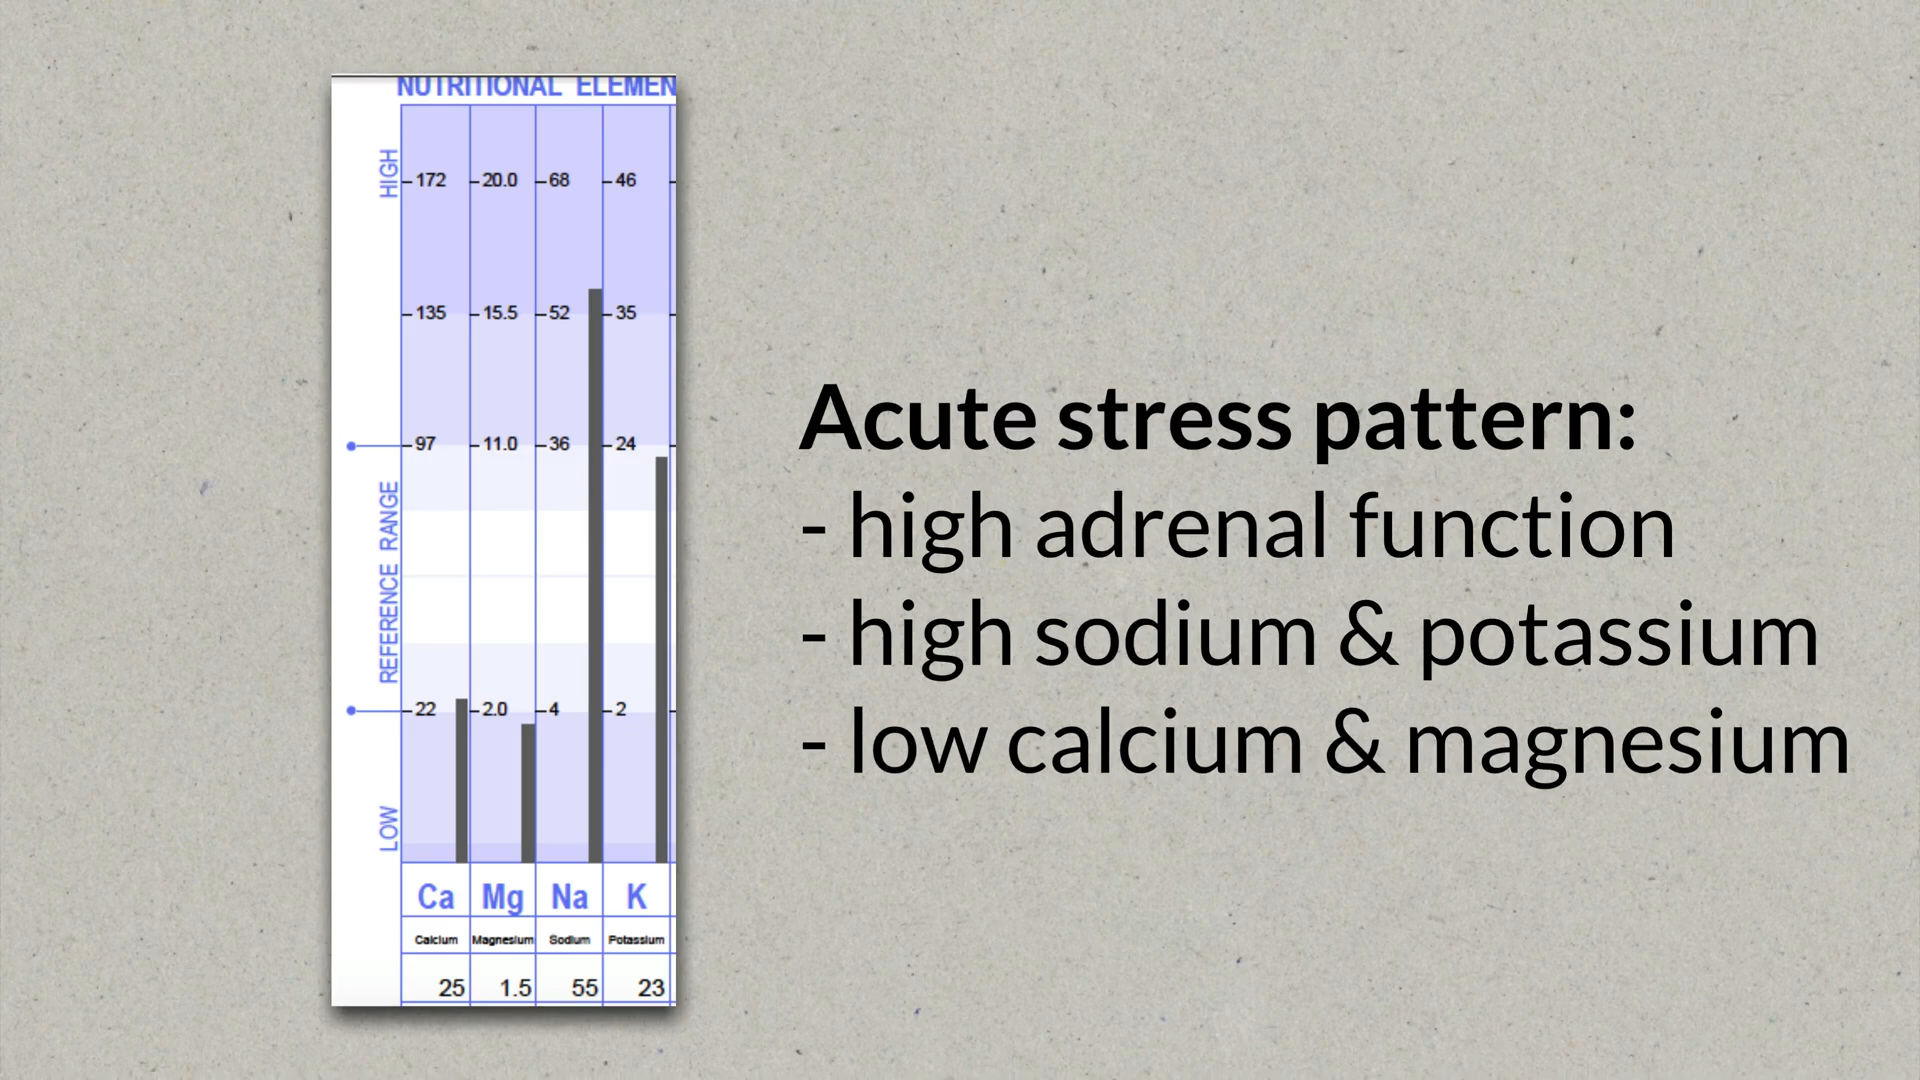 NUTRITIONAL ELEMEN
HIGH
172 20.0 68 46
135 15.5 52 35
97 11.0 36 24
REFERENCE RANGE
22 2.0 4 2
LOW
Ca Mg Na K
Calcium Magnesium Sodium Potassium
25 1.5 55 23
Acute stress pattern:
- high adrenal function
- high sodium & potassium
- low calcium & magnesium